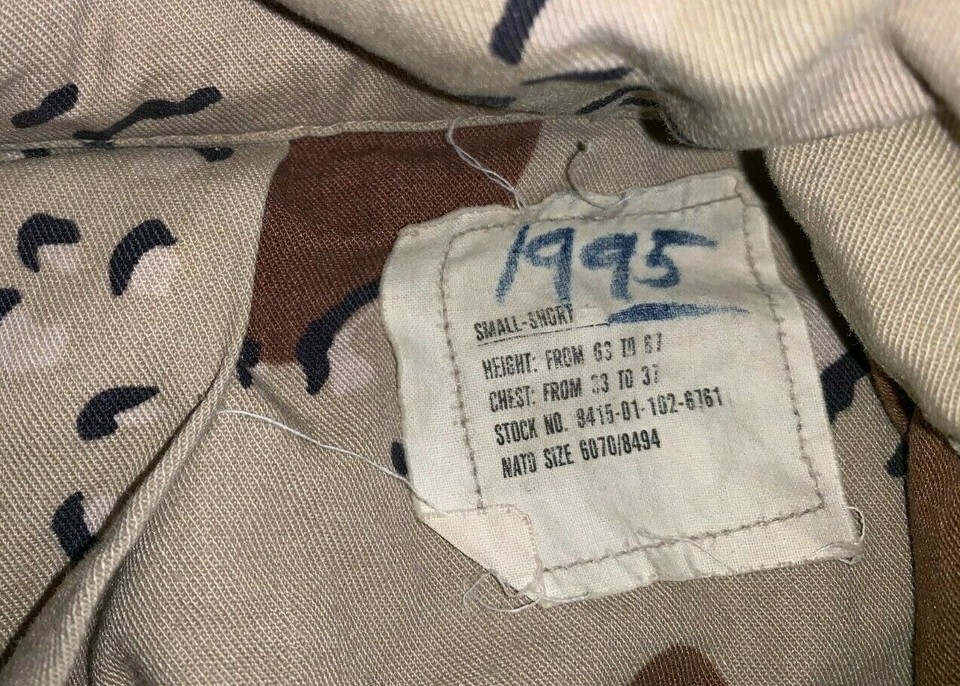 1995
SMALL-SHORT
HEIGHT: FROM 63 TO 67
CHEST: FROM 33 TO 37
STOCK NO. 8415-01-102-6761
NATO SIZE 6070/8494